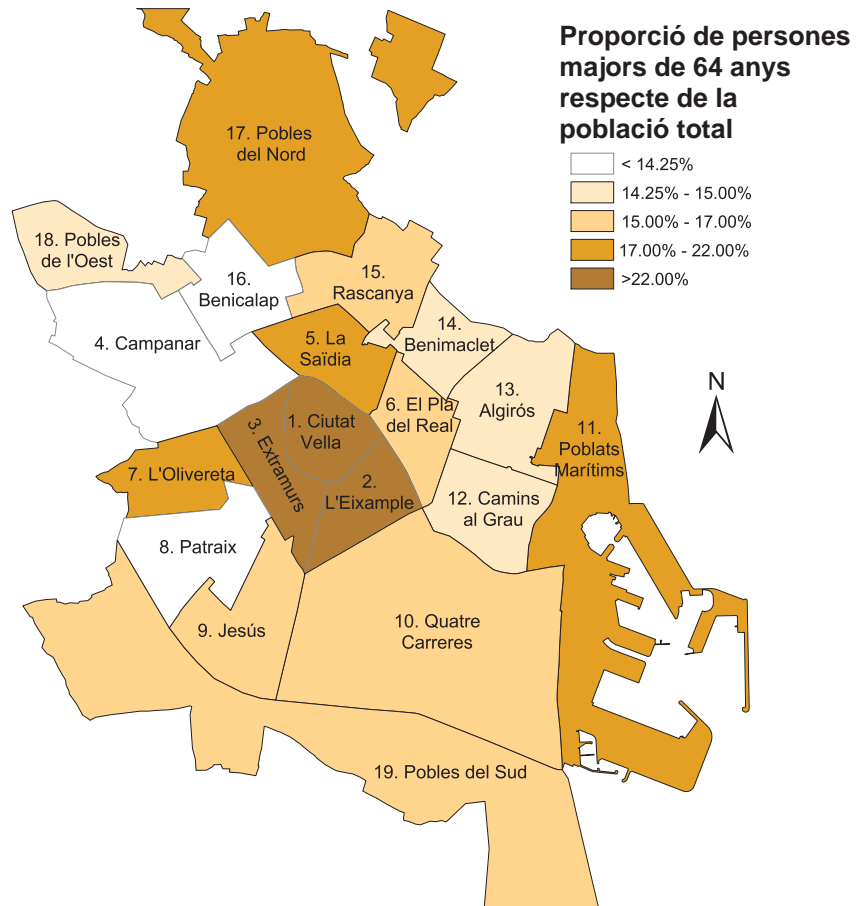 Proporció de persones
majors de 64 anys
respecte de la
població total
< 14.25%
14.25% - 15.00%
15.00% - 17.00%
17.00% - 22.00%
>22.00%
N
17. Pobles
del Nord
18. Pobles
de l'Oest
16.
Benicalap
15.
Rascanya
4. Campanar
5. La
Saïdia
14.
Benimaclet
13.
Algirós
6. El Pla
del Real
1. Ciutat
Vella
3. Extramurs
11.
Poblats
Marítims
7. L'Olivereta
2.
L'Eixample
12. Camins
al Grau
8. Patraix
9. Jesús
10. Quatre
Carreres
19. Pobles del Sud